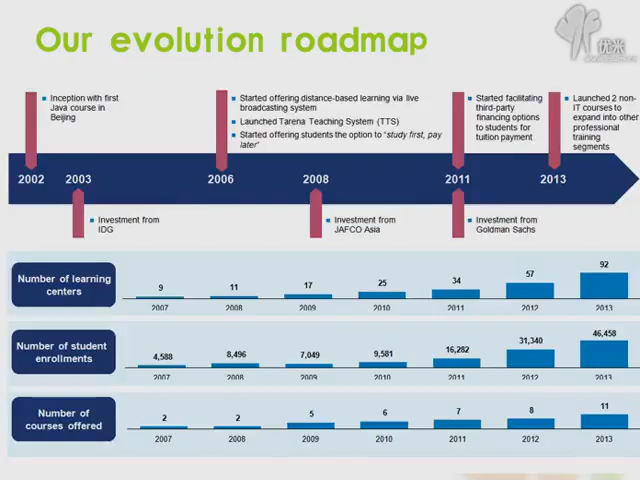 Our evolution roadmap
优米
Inception with first
Java course in
Beijing
Started offering distance-based learning via live
broadcasting system
Launched Tarena Teaching System (TTS)
Started offering students the option to "study first, pay
later"
Started facilitating
third-party
financing options
to students for
tuition payment
Launched 2 non-
IT courses to
expand into other
professional
training
segments
2002 2003 2006 2008 2011 2013
Investment from
IDG
Investment from
JAFCO Asia
Investment from
Goldman Sachs
Number of learning
centers
9 11 17 25 34 57 92
2007 2008 2009 2010 2011 2012 2013
Number of student
enrollments
4,588 8,496 7,049 9,581 16,282 31,340 46,458
2007 2008 2009 2010 2011 2012 2013
Number of
courses offered
2 2 5 6 7 8 11
2007 2008 2009 2010 2011 2012 2013